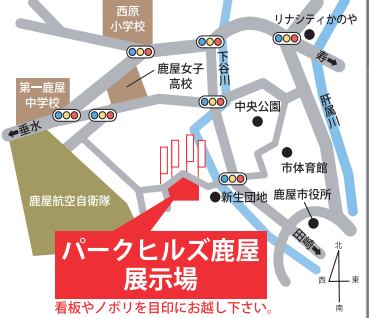 西原
小学校
リナシティかのや
寿
下谷川
鹿屋女子
高校
第一鹿屋
中学校
肝属川
中央公園
垂水
市体育館
鹿屋航空自衛隊
新生団地
鹿屋市役所
田崎
北
西
東
南
パークヒルズ鹿屋
展示場
看板やノボリを目印にお越し下さい。